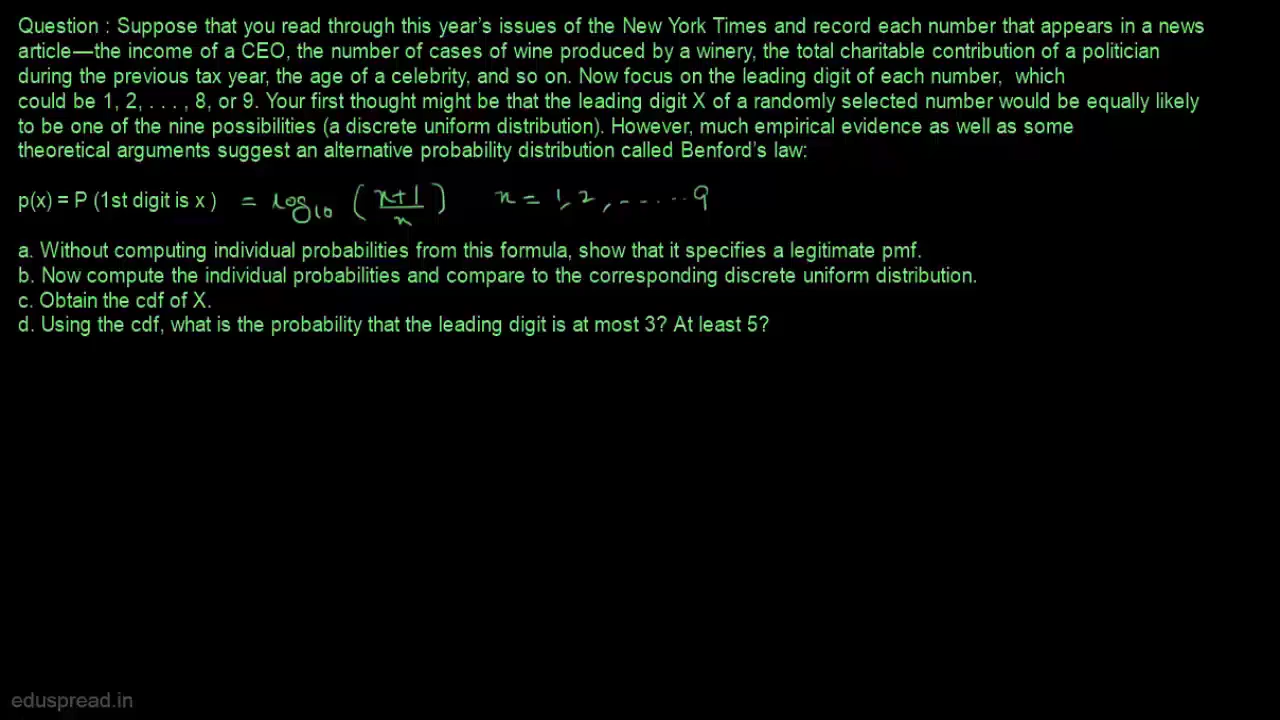 Question : Suppose that you read through this year's issues of the New York Times and record each number that appears in a news
article—the income of a CEO, the number of cases of wine produced by a winery, the total charitable contribution of a politician
during the previous tax year, the age of a celebrity, and so on. Now focus on the leading digit of each number, which
could be 1, 2, . . . , 8, or 9. Your first thought might be that the leading digit X of a randomly selected number would be equally likely
to be one of the nine possibilities (a discrete uniform distribution). However, much empirical evidence as well as some
theoretical arguments suggest an alternative probability distribution called Benford's law:
p(x) = P (1st digit is x ) = log10 ( x+1 / x ) x = 1, 2, ...... 9
a. Without computing individual probabilities from this formula, show that it specifies a legitimate pmf.
b. Now compute the individual probabilities and compare to the corresponding discrete uniform distribution.
c. Obtain the cdf of X.
d. Using the cdf, what is the probability that the leading digit is at most 3? At least 5?
eduspread.in